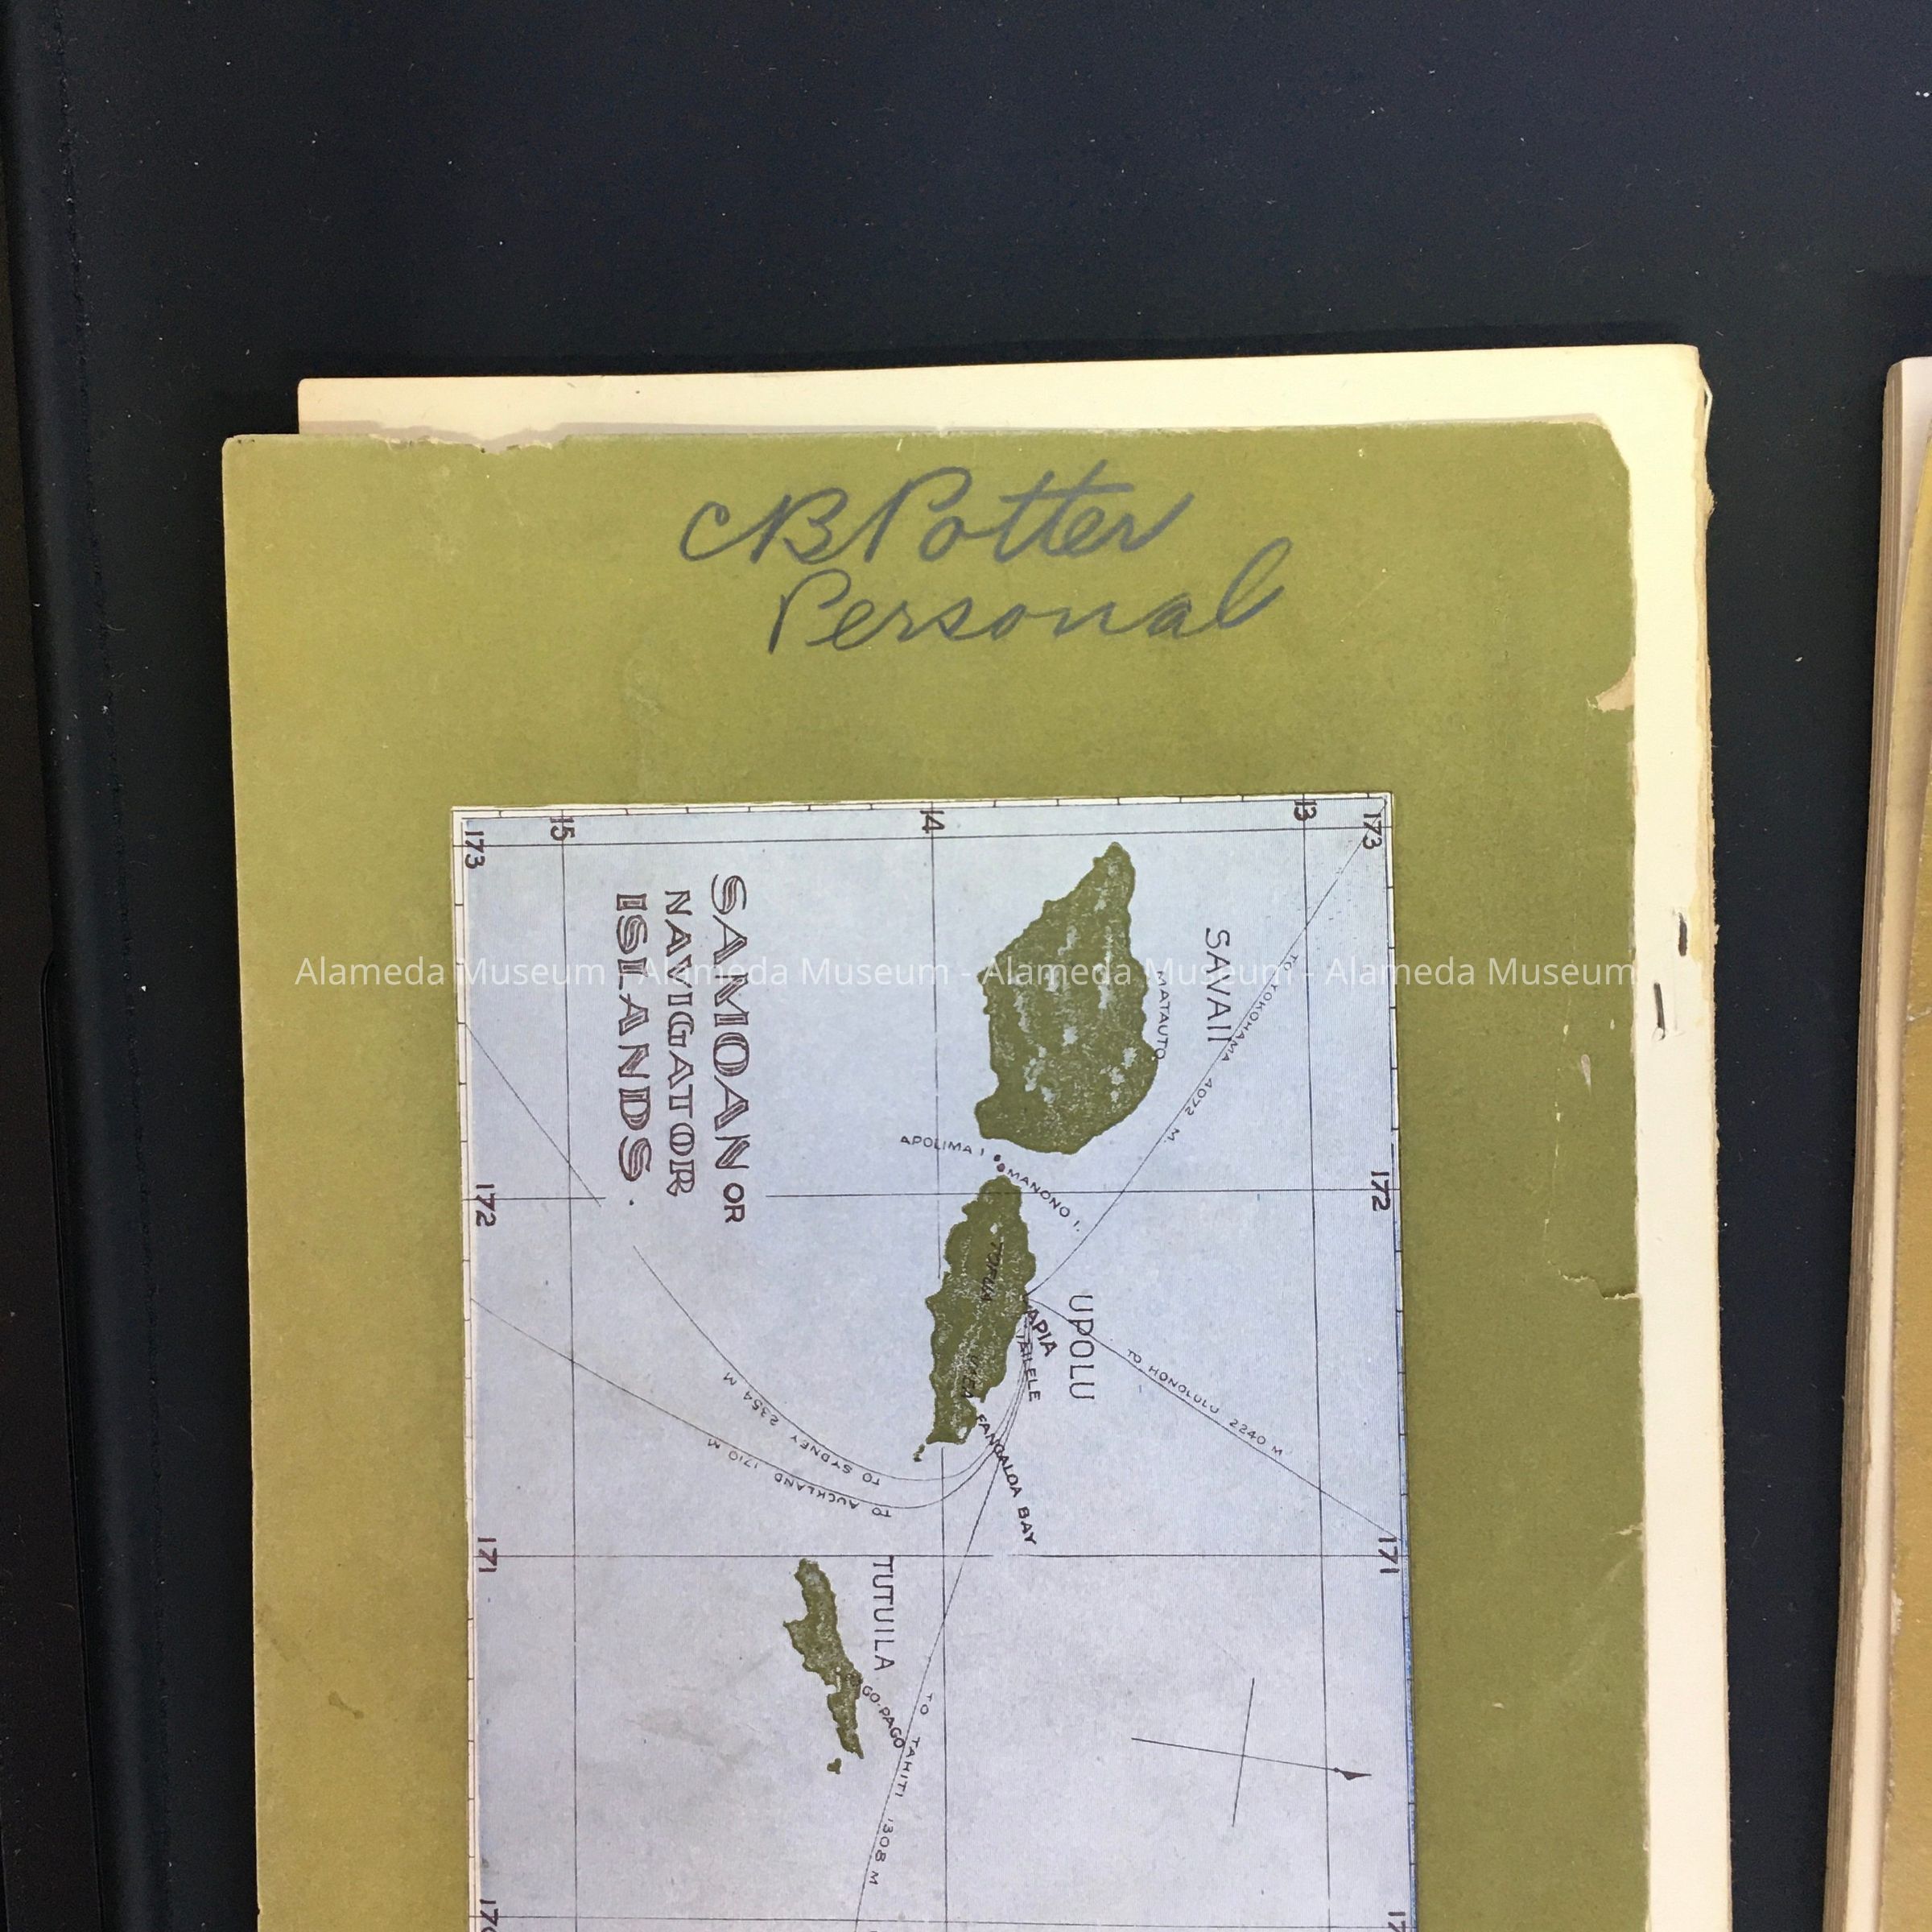 CB Potter
Personal
173
15
14
13
173
SAMOAN OR
NAVIGATOR
ISLANDS.
SAVAII
MATAUTO
TO YOKOHAMA 4072 M.
Alameda Museum - Alameda Museum - Alameda Museum - Alameda Museum
APOLIMA I
MANONO I.
172
172
UPOLU
APIA
FANGALOA BAY
TO HONOLULU 2240 M
TO SYDNEY 2354 M
TO AUCKLAND 1710 M
171
171
TUTUILA
GO-PAGO
TO TAHITI 1308 M